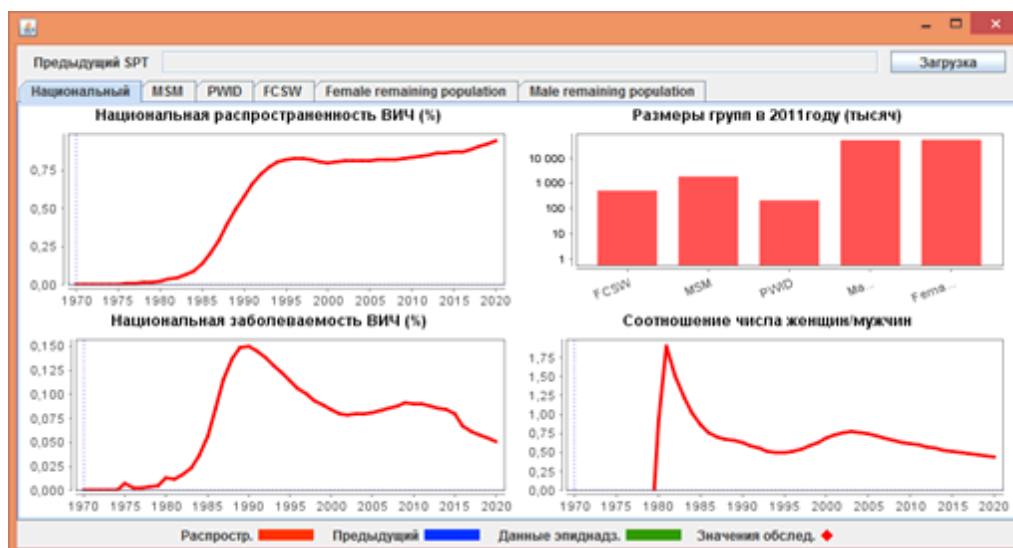 Предыдущий SPT
Загрузка
Национальный MSM PWID FCSW Female remaining population Male remaining population
Национальная распространенность ВИЧ (%)
0,75
0,50
0,25
0,00
1970 1975 1980 1985 1990 1995 2000 2005 2010 2015 2020
Размеры групп в 2011году (тысяч)
10 000
1 000
100
10
1
FCSW MSM PWID Ma... Fema...
Национальная заболеваемость ВИЧ (%)
0,150
0,125
0,100
0,075
0,050
0,025
0,000
1970 1975 1980 1985 1990 1995 2000 2005 2010 2015 2020
Соотношение числа женщин/мужчин
1,75
1,50
1,25
1,00
0,75
0,50
0,25
0,00
1970 1975 1980 1985 1990 1995 2000 2005 2010 2015 2020
Распростр. Предыдущий Данные эпиднадз. Значения обслед.